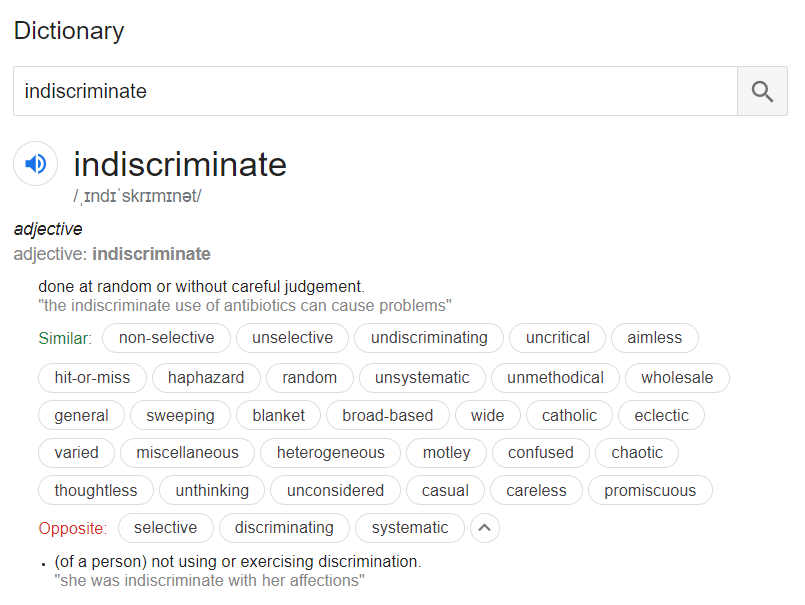 Dictionary
indiscriminate
indiscriminate
/ˌɪndɪˈskrɪmɪnət/
adjective
adjective: indiscriminate
done at random or without careful judgement.
"the indiscriminate use of antibiotics can cause problems"
Similar: non-selective unselective undiscriminating uncritical aimless
hit-or-miss haphazard random unsystematic unmethodical wholesale
general sweeping blanket broad-based wide catholic eclectic
varied miscellaneous heterogeneous motley confused chaotic
thoughtless unthinking unconsidered casual careless promiscuous
Opposite: selective discriminating systematic
• (of a person) not using or exercising discrimination.
"she was indiscriminate with her affections"